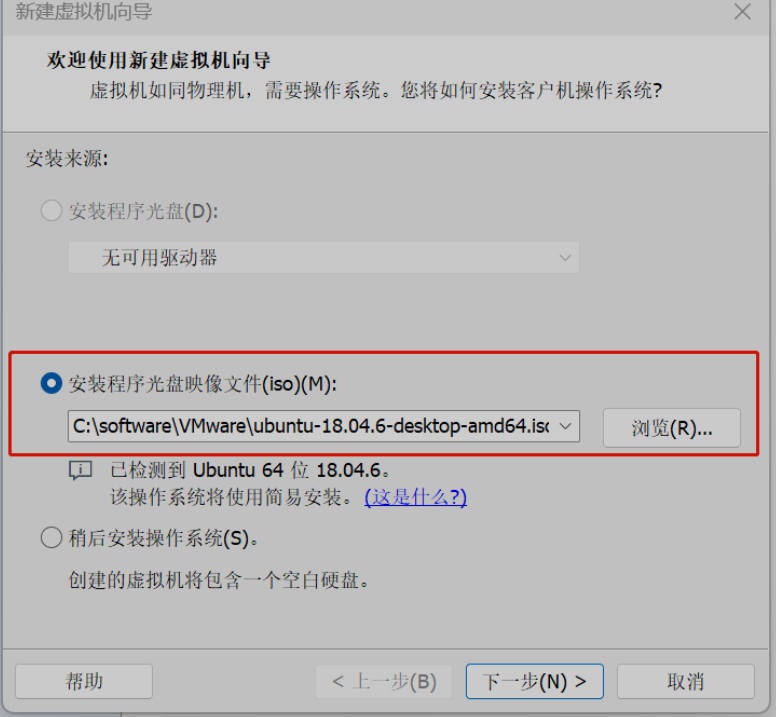 新建虚拟机向导
欢迎使用新建虚拟机向导
虚拟机如同物理机，需要操作系统。您将如何安装客户机操作系统?
安装来源:
安装程序光盘(D):
无可用驱动器
安装程序光盘映像文件(iso)(M):
C:\software\VMware\ubuntu-18.04.6-desktop-amd64.iso
浏览(R)...
已检测到 Ubuntu 64 位 18.04.6。
该操作系统将使用简易安装。 (这是什么?)
稍后安装操作系统(S)。
创建的虚拟机将包含一个空白硬盘。
帮助
< 上一步(B)
下一步(N) >
取消